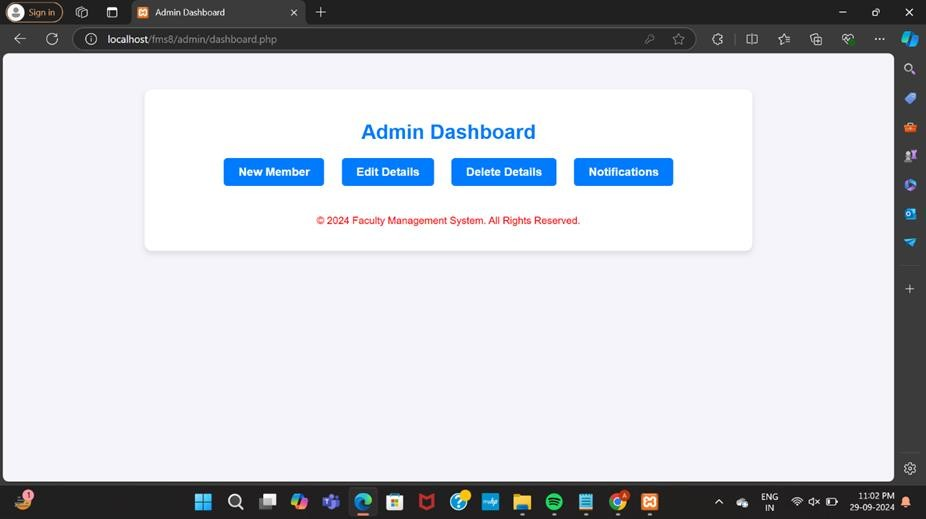 Sign in
Admin Dashboard
localhost/fms8/admin/dashboard.php
Admin Dashboard
New Member Edit Details Delete Details Notifications
© 2024 Faculty Management System. All Rights Reserved.
1
ENG
IN
11:02 PM
29-09-2024